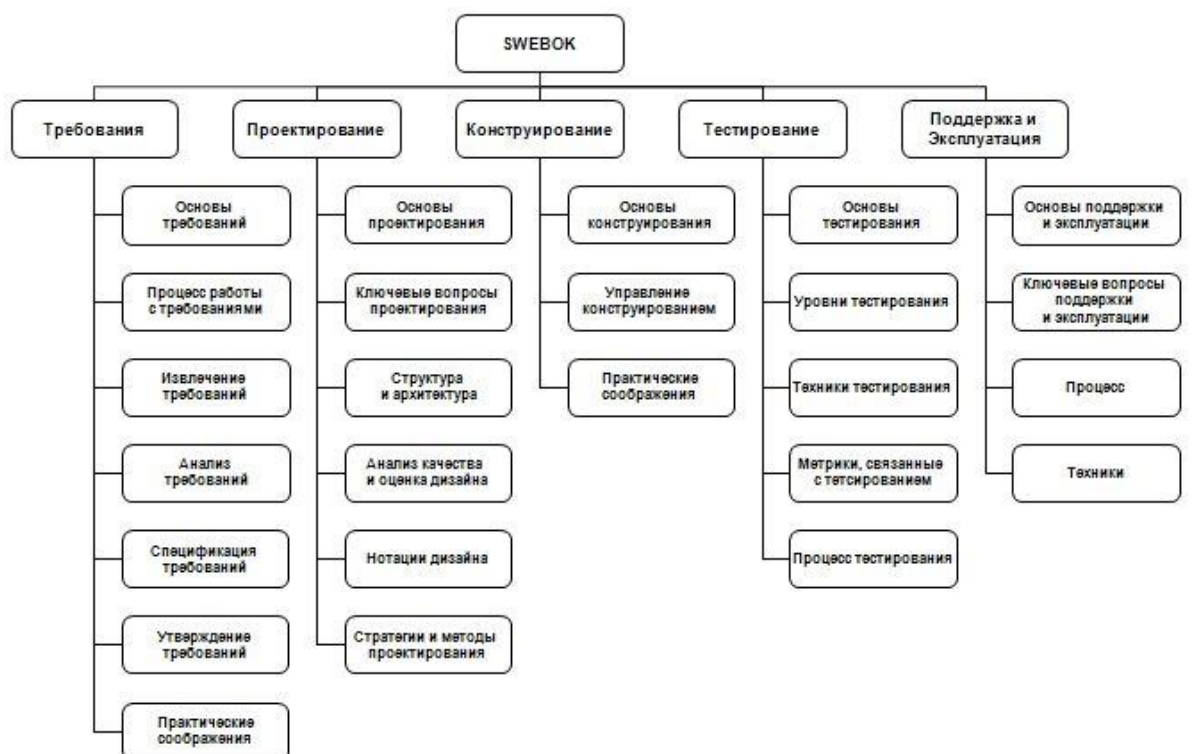 SWEBOK
Требования
Проектирование
Конструирование
Тестирование
Поддержка и
Эксплуатация
Основы
требований
Процесс работы
с требованиями
Извлечение
требований
Анализ
требований
Спецификация
требований
Утверждение
требований
Практические
соображения
Основы
проектирования
Ключевые вопросы
проектирования
Структура
и архитектура
Анализ качества
и оценка дизайна
Нотации дизайна
Стратегии и методы
проектирования
Основы
конструирования
Управление
конструированием
Практические
соображения
Основы
тестирования
Уровни тестирования
Техники тестирования
Метрики, связанные
с тетсированием
Процесс тестирования
Основы поддержки
и эксплуатации
Ключевые вопросы
поддержки
и эксплуатации
Процесс
Техники